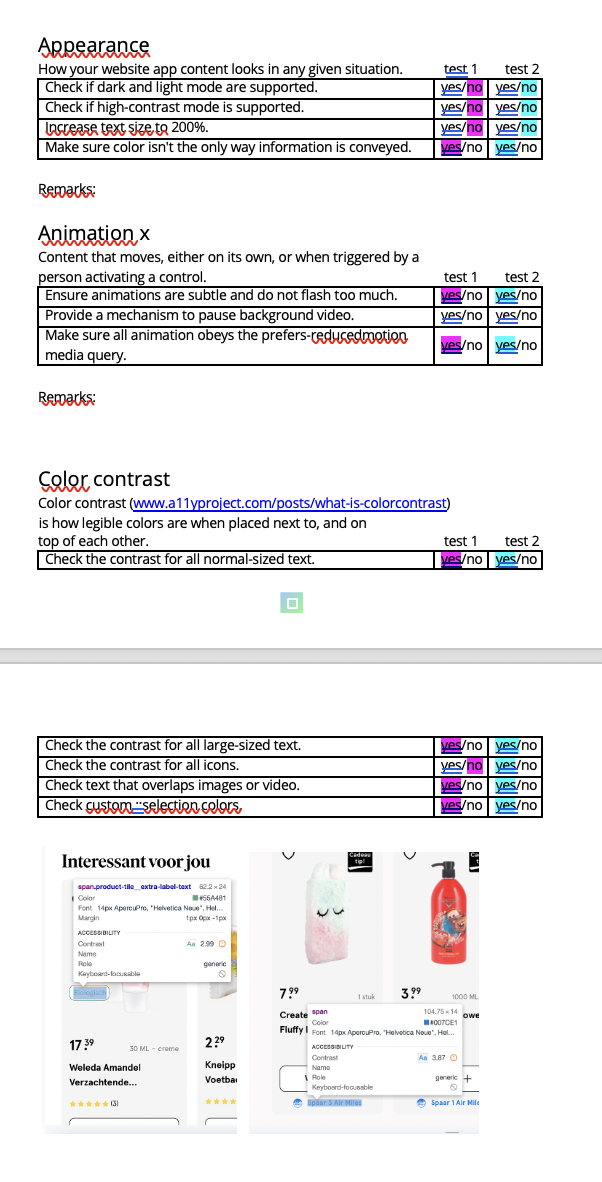 Appearance
How your website app content looks in any given situation. test 1 test 2
Check if dark and light mode are supported. yes/no yes/no
Check if high-contrast mode is supported. yes/no yes/no
Increase text size to 200%. yes/no yes/no
Make sure color isn't the only way information is conveyed. yes/no yes/no
Remarks:
Animation x
Content that moves, either on its own, or when triggered by a
person activating a control. test 1 test 2
Ensure animations are subtle and do not flash too much. yes/no yes/no
Provide a mechanism to pause background video. yes/no yes/no
Make sure all animation obeys the prefers-reducedmotion
media query. yes/no yes/no
Remarks:
Color contrast
Color contrast (www.a11yproject.com/posts/what-is-colorcontrast)
is how legible colors are when placed next to, and on
top of each other. test 1 test 2
Check the contrast for all normal-sized text. yes/no yes/no
Check the contrast for all large-sized text. yes/no yes/no
Check the contrast for all icons. yes/no yes/no
Check text that overlaps images or video. yes/no yes/no
Check custom ::selection colors. yes/no yes/no
Interessant voor jou
span.product-tile__extra-label-text 62.2 × 24
Color #55A481
Font 14px ApercuPro, "Helvetica Neue", Hel...
Margin 1px 0px -1px
ACCESSIBILITY
Contrast Aa 2.99
Name
Role generic
Keyboard-focusable
17.39 30 ML – creme
Weleda Amandel
Verzachtende...
(3)
2.29
Kneipp
Voetba
Cadeau
tip!
Cadeau
tip!
7.99 1 stuk
Create
Fluffy
3.99 1000 ML
span 104.75 × 14
Color #007CE1
Font 14px ApercuPro, "Helvetica Neue", Hel...
ACCESSIBILITY
Contrast Aa 3.87
Name
Role generic
Keyboard-focusable
Spaar 3 Air Miles
Spaar 1 Air Mile